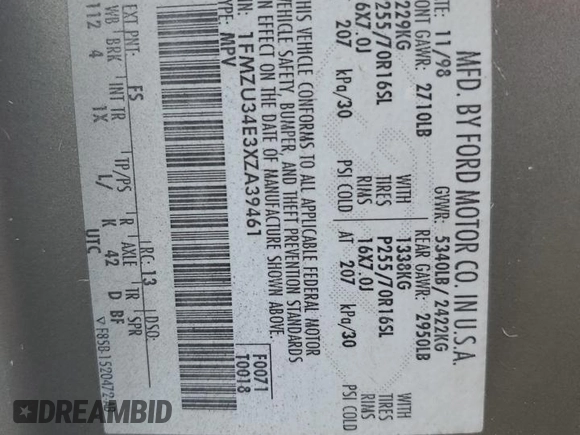 MFD. BY FORD MOTOR CO. IN U.S.A.
DATE: 11/98 GVWR: 5340LB/2422KG
FRONT GAWR: 2710LB REAR GAWR: 2950LB
1229KG WITH 1338KG WITH
P255/70R16SL TIRES P255/70R16SL TIRES
16X7.0J RIMS 16X7.0J RIMS
AT 207 kPa/30 PSI COLD AT 207 kPa/30 PSI COLD
THIS VEHICLE CONFORMS TO ALL APPLICABLE FEDERAL MOTOR
VEHICLE SAFETY, BUMPER, AND THEFT PREVENTION STANDARDS
IN EFFECT ON THE DATE OF MANUFACTURE SHOWN ABOVE.
VIN: 1FMZU34E3XZA39461 F0071
TYPE: MPV T0918
EXT PNT: FS RC: 13 DSO:
WB BRK INT TR TP/PS R AXLE TR SPR
112 4 1X L/ K 42 D BF
UTC
DREAMBID